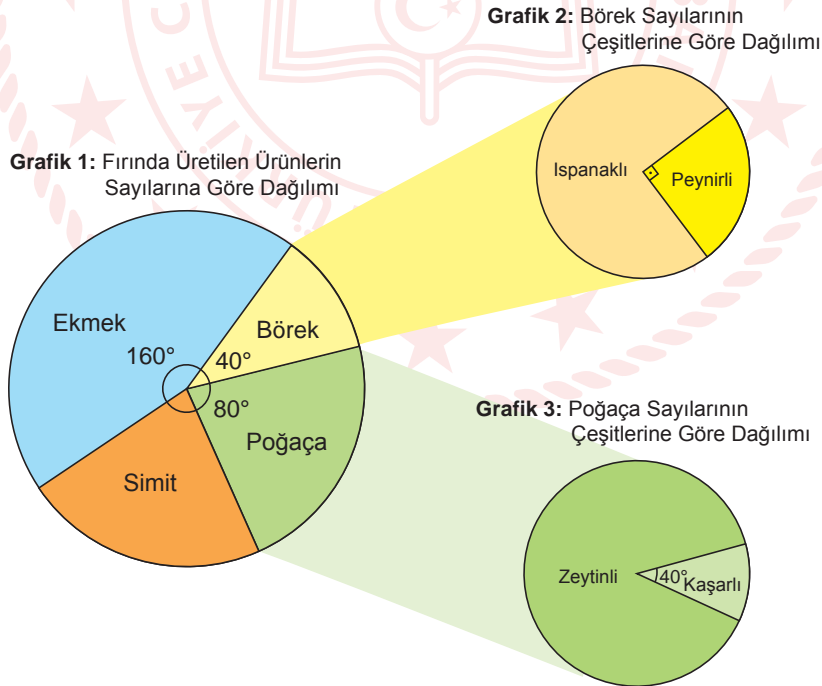 Grafik 2: Börek Sayılarının
Çeşitlerine Göre Dağılımı
Ispanaklı
Peynirli
Grafik 1: Fırında Üretilen Ürünlerin
Sayılarına Göre Dağılımı
Ekmek
160°
Börek
40°
80°
Poğaça
Simit
Grafik 3: Poğaça Sayılarının
Çeşitlerine Göre Dağılımı
Zeytinli
40°
Kaşarlı